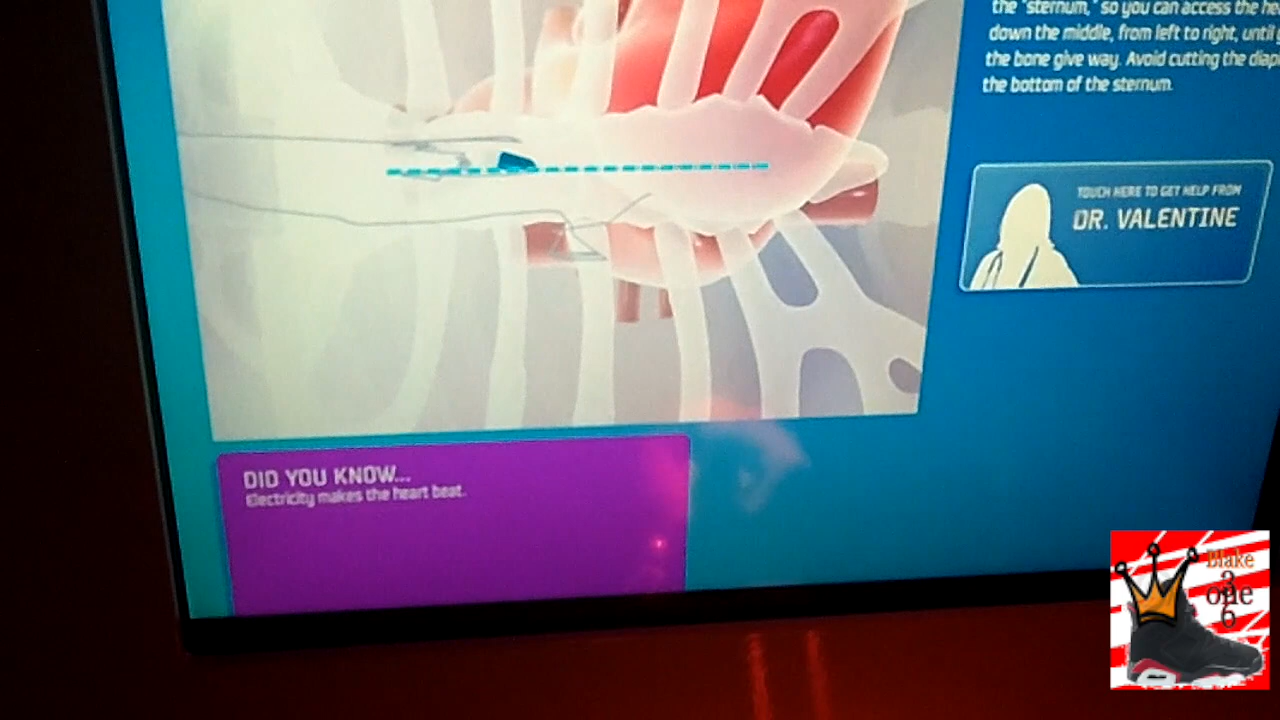 the "sternum," so you can access the
down the middle, from left to right, until
the bone give way. Avoid cutting the
the bottom of the sternum.
TOUCH HERE TO GET HELP FROM
DR. VALENTINE
DID YOU KNOW...
Electricity makes the heart beat.
Blake
3
one
6